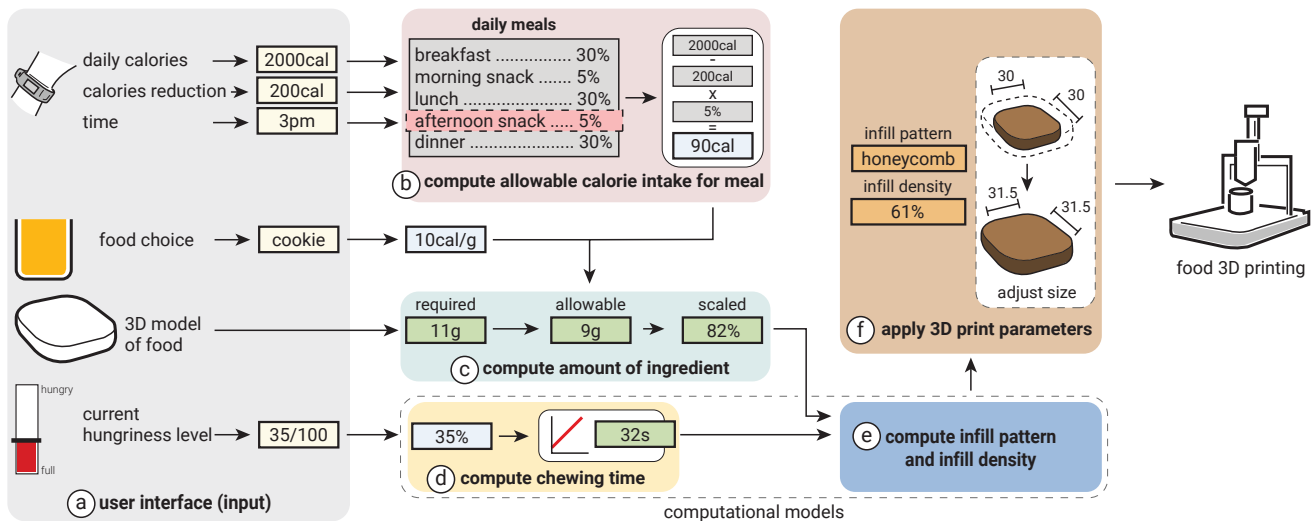 daily calories
2000cal
calories reduction
200cal
time
3pm
food choice
cookie
3D model
of food
hungry
full
current
hungriness level
35/100
a user interface (input)
daily meals
breakfast ................ 30%
morning snack ....... 5%
lunch ...................... 30%
afternoon snack ..... 5%
dinner ..................... 30%
2000cal
-
200cal
x
5%
=
90cal
b compute allowable calorie intake for meal
10cal/g
required
allowable
scaled
11g
9g
82%
c compute amount of ingredient
35%
32s
d compute chewing time
computational models
e compute infill pattern
and infill density
infill pattern
honeycomb
infill density
61%
30
30
31.5
31.5
adjust size
f apply 3D print parameters
food 3D printing